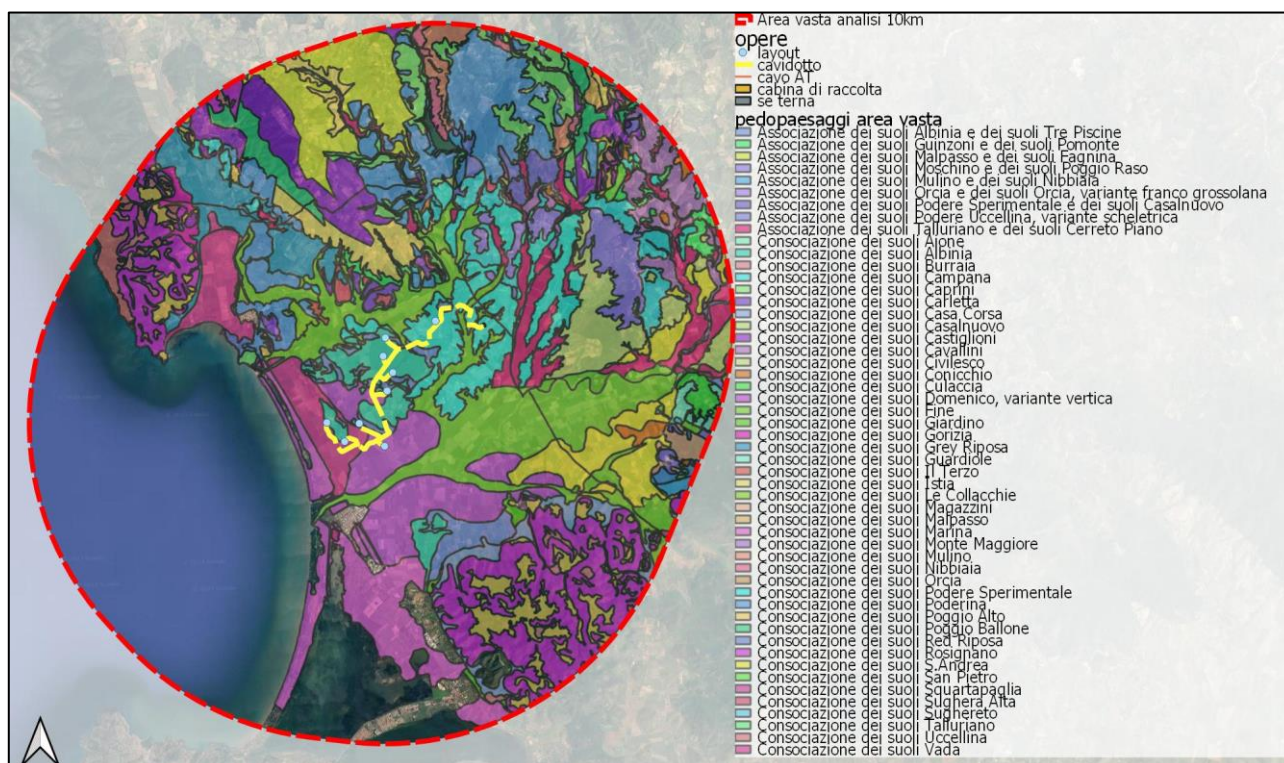 Area vasta analisi 10km
opere
layout
cavidotto
cavo AT
cabina di raccolta
se terna
pedopaesaggi area vasta
Associazione dei suoli Albinia e dei suoli Tre Piscine
Associazione dei suoli Guinzoni e dei suoli Pomonte
Associazione dei suoli Malpasso e dei suoli Fagnina
Associazione dei suoli Moschino e dei suoli Poggio Raso
Associazione dei suoli Mulino e dei suoli Nibbiaia
Associazione dei suoli Orcia e dei suoli Orcia, variante franco grossolana
Associazione dei suoli Podere Sperimentale e dei suoli Casalnuovo
Associazione dei suoli Podere Uccellina, variante scheletrica
Associazione dei suoli Talluriano e dei suoli Cerreto Piano
Consociazione dei suoli Aione
Consociazione dei suoli Albinia
Consociazione dei suoli Burraia
Consociazione dei suoli Campana
Consociazione dei suoli Caprini
Consociazione dei suoli Carletta
Consociazione dei suoli Casa Corsa
Consociazione dei suoli Casalnuovo
Consociazione dei suoli Castiglioni
Consociazione dei suoli Cavallini
Consociazione dei suoli Civilesco
Consociazione dei suoli Conicchio
Consociazione dei suoli Culaccia
Consociazione dei suoli Domenico, variante vertica
Consociazione dei suoli Fine
Consociazione dei suoli Giardino
Consociazione dei suoli Gorizia
Consociazione dei suoli Grey Riposa
Consociazione dei suoli Guardiole
Consociazione dei suoli Il Terzo
Consociazione dei suoli Istia
Consociazione dei suoli Le Collacchie
Consociazione dei suoli Magazzini
Consociazione dei suoli Malpasso
Consociazione dei suoli Marina
Consociazione dei suoli Monte Maggiore
Consociazione dei suoli Mulino
Consociazione dei suoli Nibbiaia
Consociazione dei suoli Orcia
Consociazione dei suoli Podere Sperimentale
Consociazione dei suoli Poderina
Consociazione dei suoli Poggio Alto
Consociazione dei suoli Poggio Ballone
Consociazione dei suoli Red Riposa
Consociazione dei suoli Rosignano
Consociazione dei suoli S.Andrea
Consociazione dei suoli San Pietro
Consociazione dei suoli Squartapaglia
Consociazione dei suoli Sughera Alta
Consociazione dei suoli Sughereto
Consociazione dei suoli Talluriano
Consociazione dei suoli Uccellina
Consociazione dei suoli Vada